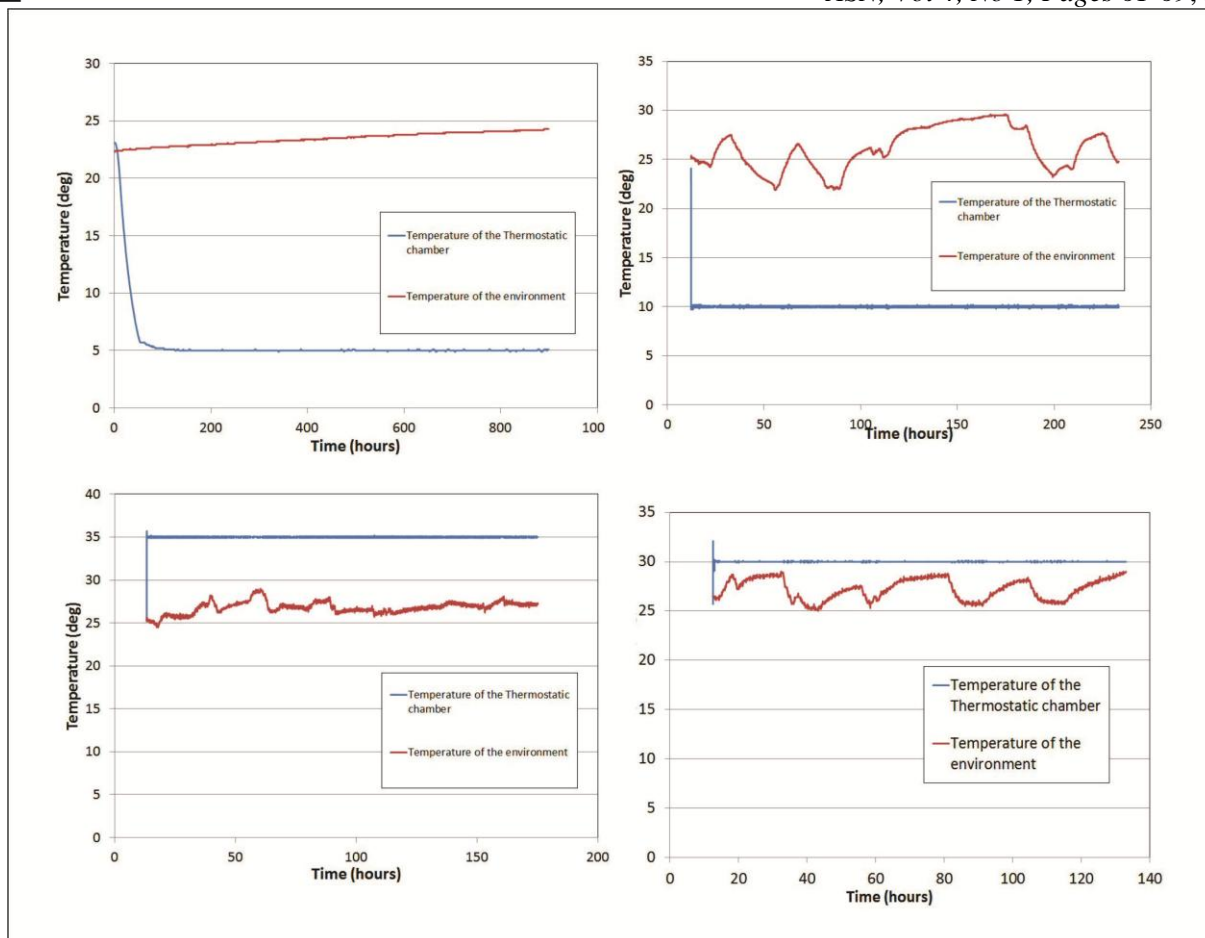 No 1, Pages
30
25
20
15
10
5
0
Temperature (deg)
Temperature of the Thermostatic
chamber
Temperature of the environment
0 200 400 600 800 100
Time (hours)
35
30
25
20
15
10
5
0
Temperature (deg)
Temperature of the Thermostatic
chamber
Temperature of the environment
0 50 100 150 200 250
Time (hours)
40
35
30
25
20
15
10
5
0
Temperature (deg)
Temperature of the Thermostatic
chamber
Temperature of the environment
0 50 100 150 200
Time (hours)
35
30
25
20
15
10
5
0
Temperature (deg)
Temperature of the
Thermostatic chamber
Temperature of the
environment
0 20 40 60 80 100 120 140
Time (hours)